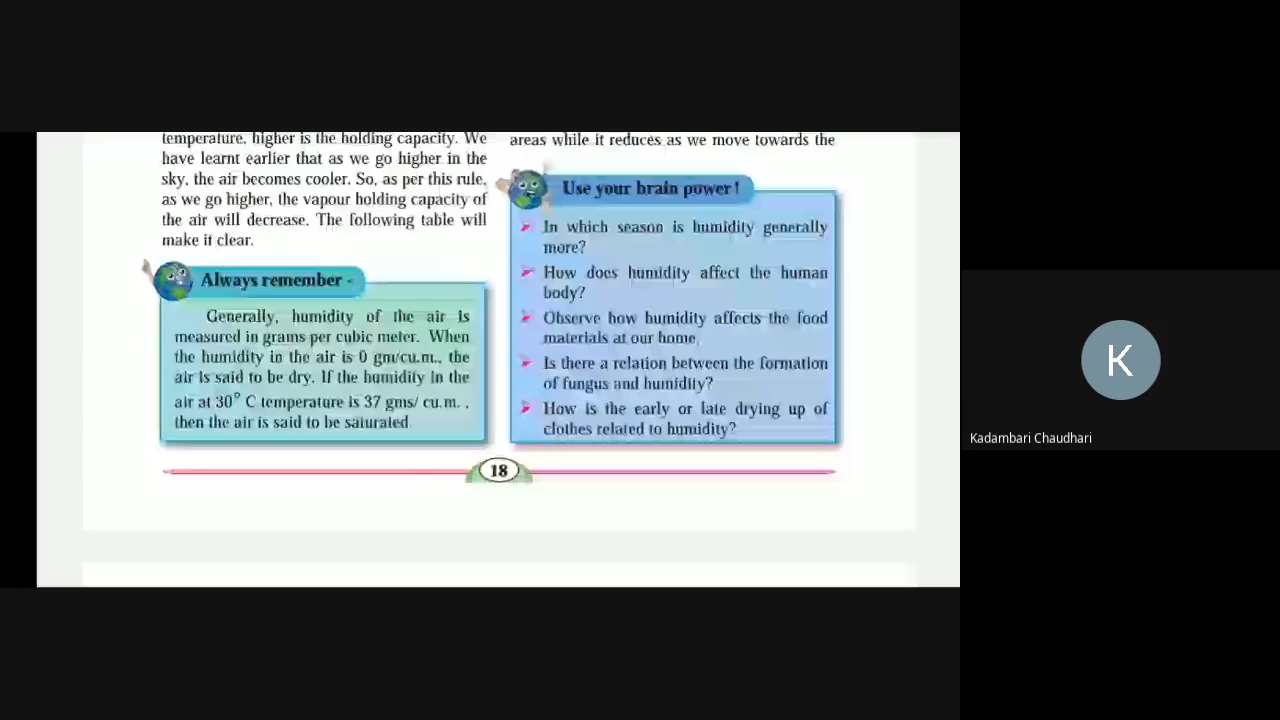 temperature, higher is the holding capacity. We
have learnt earlier that as we go higher in the
sky, the air becomes cooler. So, as per this rule,
as we go higher, the vapour holding capacity of
the air will decrease. The following table will
make it clear.
Always remember -
Generally, humidity of the air is
measured in grams per cubic meter. When
the humidity in the air is 0 gm/cu.m., the
air is said to be dry. If the humidity in the
air at 30° C temperature is 37 gms/ cu.m. ,
then the air is said to be saturated
areas while it reduces as we move towards the
Use your brain power !
➢ In which season is humidity generally
more?
➢ How does humidity affect the human
body?
➢ Observe how humidity affects the food
materials at our home.
➢ Is there a relation between the formation
of fungus and humidity?
➢ How is the early or late drying up of
clothes related to humidity?
18
K
Kadambari Chaudhari